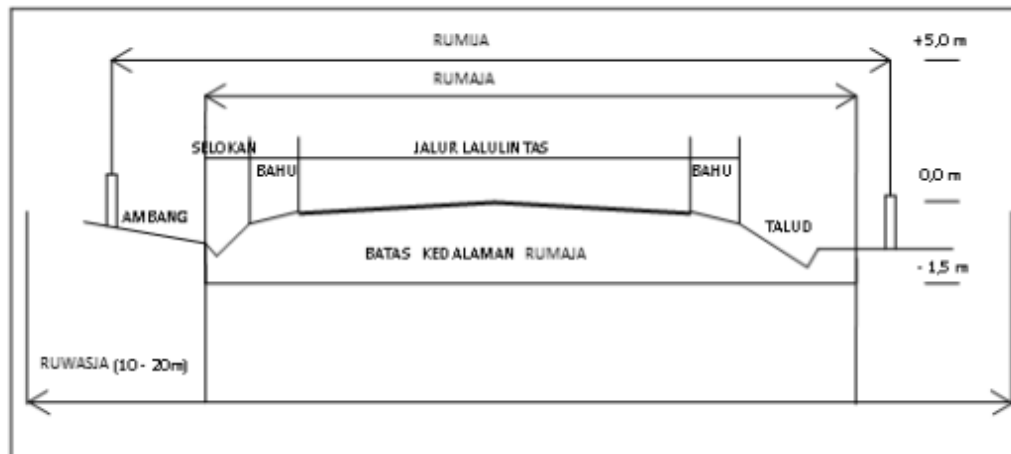 RUMIJA
+5,0 m
RUMAJA
SELOKAN
JALUR LALULINTAS
BAHU
BAHU
0,0 m
AMBANG
TALUD
BATAS KEDALAMAN RUMAJA
- 1,5 m
RUWASJA (10 - 20m)